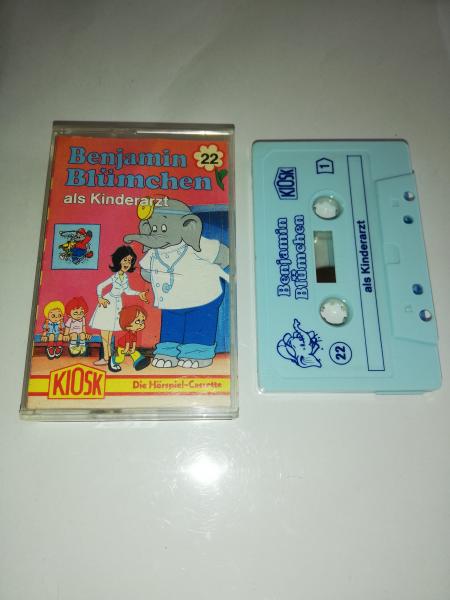 Benjamin
Blümchen
22
als Kinderarzt
KIOSK
Die Hörspiel-Cassette
KIOSK
1
Benjamin
Blümchen
als Kinderarzt
22